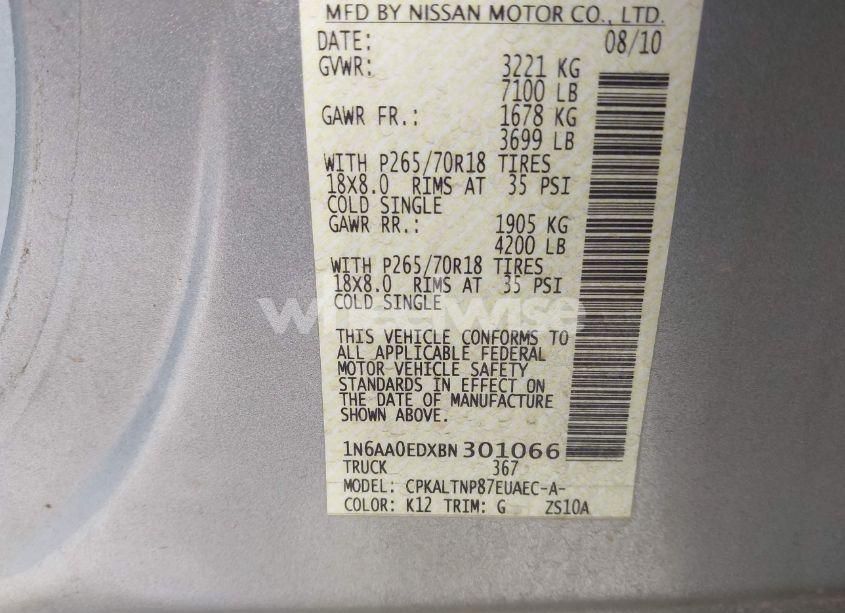 MFD BY NISSAN MOTOR CO., LTD.
DATE: 08/10
GVWR: 3221 KG
7100 LB
GAWR FR.: 1678 KG
3699 LB
WITH P265/70R18 TIRES
18X8.0 RIMS AT 35 PSI
COLD SINGLE
GAWR RR.: 1905 KG
4200 LB
WITH P265/70R18 TIRES
18X8.0 RIMS AT 35 PSI
COLD SINGLE
wheelwise
THIS VEHICLE CONFORMS TO
ALL APPLICABLE FEDERAL
MOTOR VEHICLE SAFETY
STANDARDS IN EFFECT ON
THE DATE OF MANUFACTURE
SHOWN ABOVE.
1N6AA0EDXBN301066
TRUCK 367
MODEL: CPKALTNP87EUAEC-A-
COLOR: K12 TRIM: G ZS10A